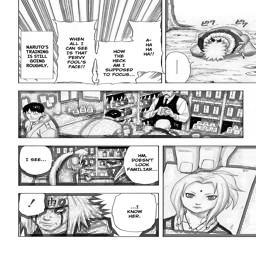 A-
HA
HA
HA!!
HOW
THE
HECK
AM I
SUPPOSED
TO FOCUS...
WHEN
ALL I
CAN SEE
IS THAT
PERVY
FOOL'S
FACE!!
NARUTO'S
TRAINING
IS STILL
GOING
ROUGHLY.
HM,
DOESN'T
LOOK
FAMILIAR...
I SEE...
...I
KNOW
HER.
!